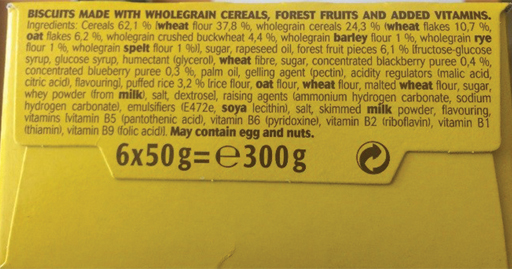 BISCUITS MADE WITH WHOLEGRAIN CEREALS, FOREST FRUITS AND ADDED VITAMINS.
Ingredients: Cereals 62,1 % (wheat flour 37,8 %, wholegrain cereals 24,3 % (wheat flakes 10,7 %,
oat flakes 6,2 %, wholegrain crushed buckwheat 4,4 %, wholegrain barley flour 1 %, wholegrain rye
flour 1 %, wholegrain spelt flour 1 %)), sugar, rapeseed oil, forest fruit pieces 6,1 % (fructose-glucose
syrup, glucose syrup, humectant (glycerol), wheat fibre, sugar, concentrated blackberry puree 0,4 %,
concentrated blueberry puree 0,3 %, palm oil, gelling agent (pectin), acidity regulators (malic acid,
citric acid), flavouring), puffed rice 3,2 % (rice flour, oat flour, wheat flour, malted wheat flour, sugar,
whey powder (from milk), salt, dextrose), raising agents (ammonium hydrogen carbonate, sodium
hydrogen carbonate), emulsifiers (E472e, soya lecithin), salt, skimmed milk powder, flavouring,
vitamins (vitamin B5 (pantothenic acid), vitamin B6 (pyridoxine), vitamin B2 (riboflavin), vitamin B1
(thiamin), vitamin B9 (folic acid)). May contain egg and nuts.
6x50g=℮300g